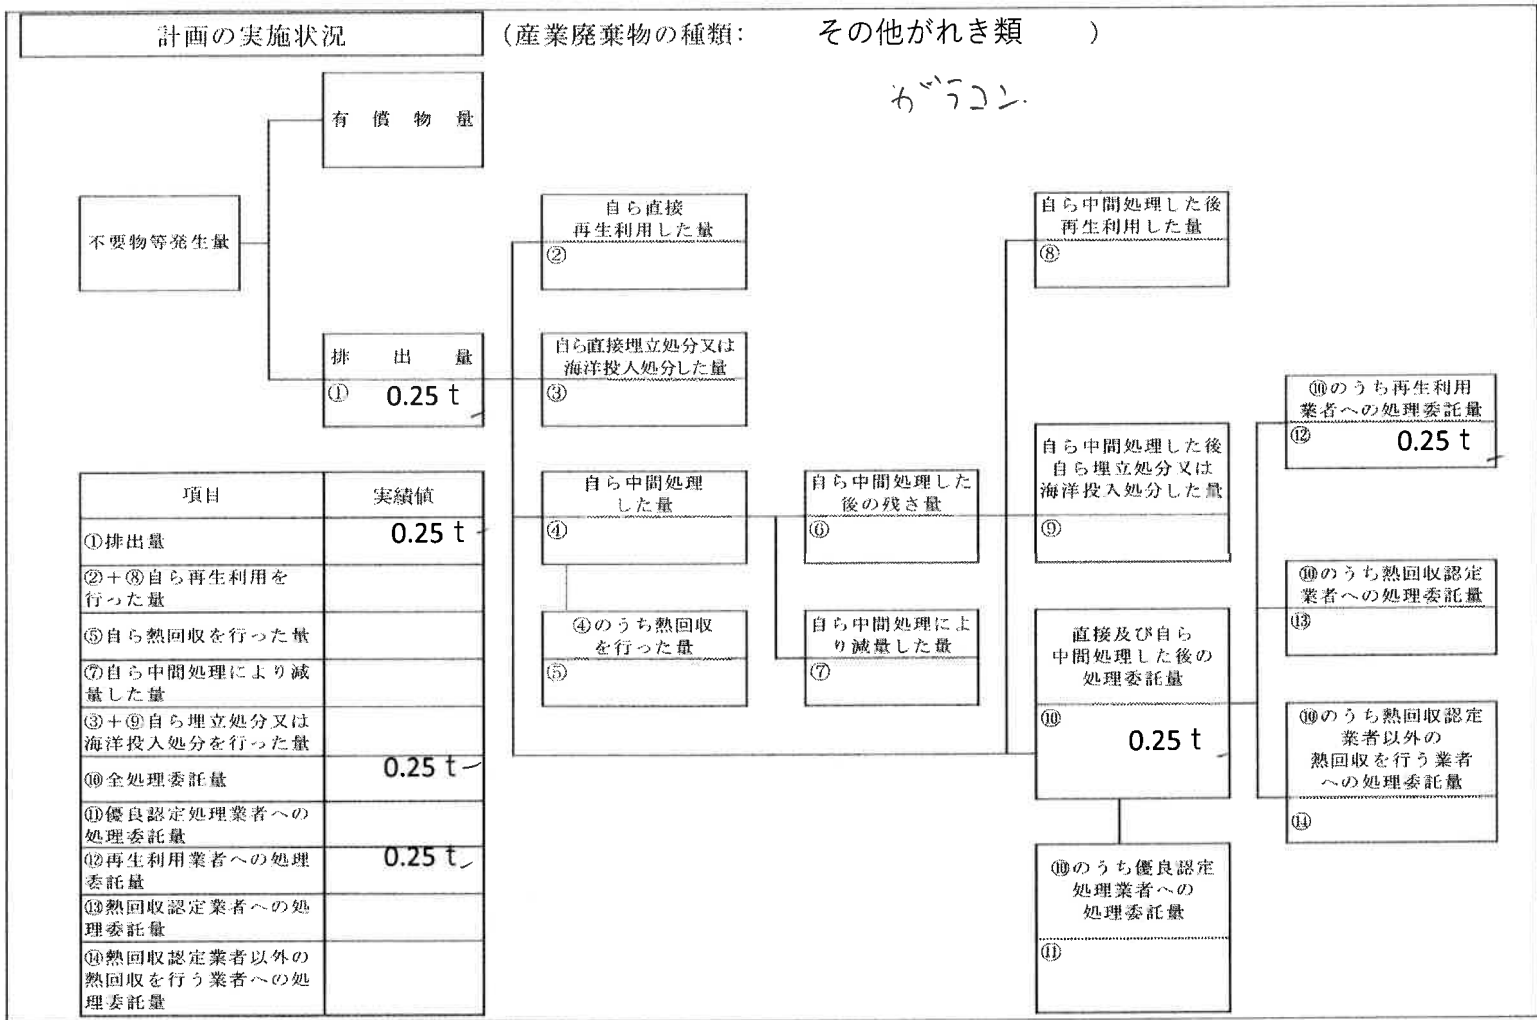 計画の実施状況
(産業廃棄物の種類: その他がれき類 )
ガラコン.
有償物量
不要物等発生量
排出量
① 0.25 t
自ら直接
再生利用した量
②
自ら直接埋立処分又は
海洋投入処分した量
③
自ら中間処理
した量
④
④のうち熱回収
を行った量
⑤
自ら中間処理した
後の残さ量
⑥
自ら中間処理によ
り減量した量
⑦
自ら中間処理した後
再生利用した量
⑧
自ら中間処理した後
自ら埋立処分又は
海洋投入処分した量
⑨
直接及び自ら
中間処理した後の
処理委託量
⑩
0.25 t
⑩のうち優良認定
処理業者への
処理委託量
⑪
⑩のうち再生利用
業者への処理委託量
⑫ 0.25 t
⑩のうち熱回収認定
業者への処理委託量
⑬
⑩のうち熱回収認定
業者以外の
熱回収を行う業者
への処理委託量
⑭
項目 実績値
①排出量 0.25 t
②+⑧自ら再生利用を
行った量
⑤自ら熱回収を行った量
⑦自ら中間処理により減
量した量
③+⑨自ら埋立処分又は
海洋投入処分を行った量
⑩全処理委託量 0.25 t
⑪優良認定処理業者への
処理委託量
⑫再生利用業者への処理 0.25 t
委託量
⑬熱回収認定業者への処
理委託量
⑭熱回収認定業者以外の
熱回収を行う業者への処
理委託量